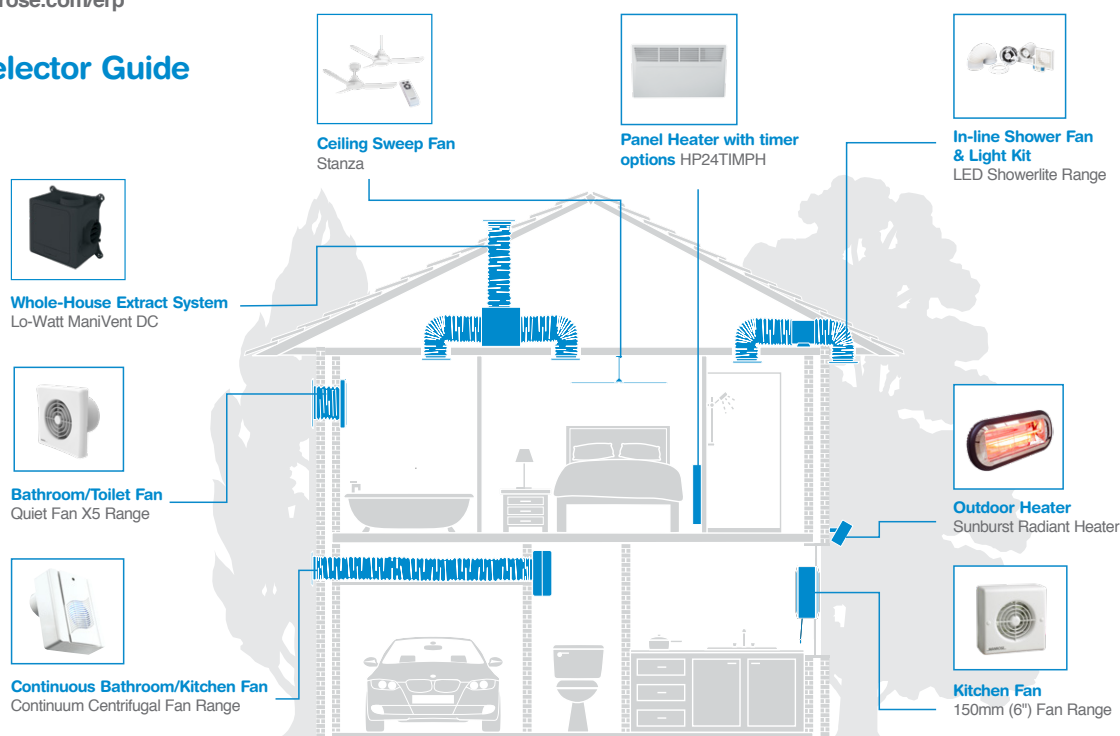 rose.com/erp
elector Guide
Ceiling Sweep Fan
Stanza
Panel Heater with timer
options HP24TIMPH
In-line Shower Fan
& Light Kit
LED Showerlite Range
Whole-House Extract System
Lo-Watt ManiVent DC
Bathroom/Toilet Fan
Quiet Fan X5 Range
Outdoor Heater
Sunburst Radiant Heater
Continuous Bathroom/Kitchen Fan
Continuum Centrifugal Fan Range
Kitchen Fan
150mm (6") Fan Range